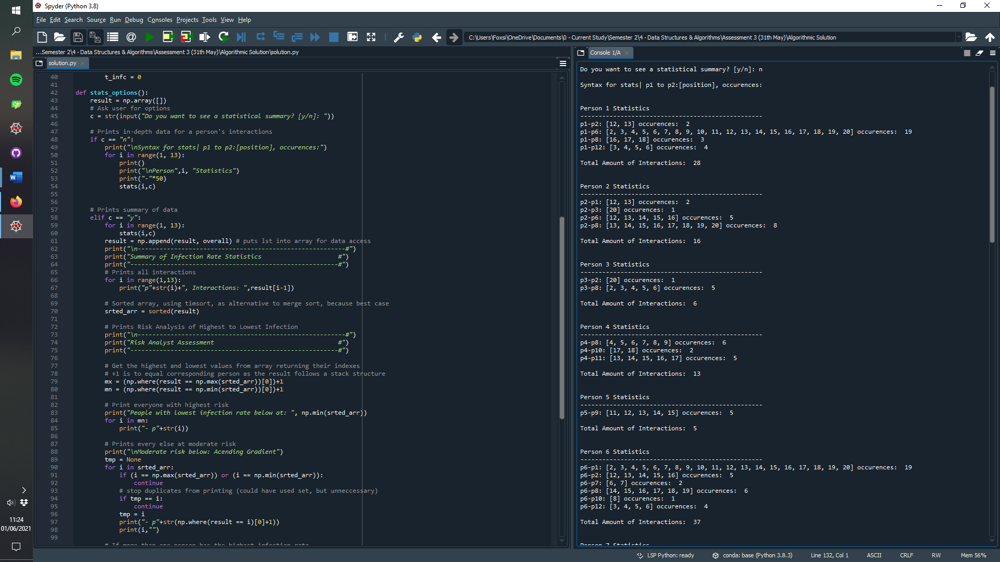 Spyder (Python 3.8)
File Edit Search Source Run Debug Consoles Projects Tools View Help
C:\Users\Foxsi\OneDrive\Documents\0 - Current Study\Semester 2\4 - Data Structures & Algorithms\Assessment 3 (31th May)\Algorithmic Solution
...Semester 2\4 - Data Structures & Algorithms\Assessment 3 (31th May)\Algorithmic Solution\solution.py
solution.py
40 t_infc = 0
41
42 def stats_options():
43 result = np.array([])
44 # Ask user for options
45 c = str(input("Do you want to see a statistical summary? [y/n]: "))
46
47 # Prints in-depth data for a person's interactions
48 if c == "n":
49 print("\nSyntax for stats| p1 to p2:[position], occurences:")
50 for i in range(1, 13):
51 print()
52 print("\nPerson",i, "Statistics")
53 print("-"*50)
54 stats(i,c)
55
56
57 # Prints summary of data
58 elif c == "y":
59 for i in range(1, 13):
60 stats(i,c)
61 result = np.append(result, overall) # puts lst into array for data access
62 print("\n---------------------------------------------------------#")
63 print("Summary of Infection Rate Statistics                     #")
64 print("---------------------------------------------------------#")
65 # Prints all interactions
66 for i in range(1,13):
67 print("p"+str(i)+", Interactions: ",result[i-1])
68
69 # Sorted array, using timsort, as alternative to merge sort, because best case
70 srted_arr = sorted(result)
71
72 # Prints Risk Analysis of Highest to Lowest Infection
73 print("\n---------------------------------------------------------#")
74 print("Risk Analyst Assessment                                  #")
75 print("---------------------------------------------------------#")
76
77 # Get the highest and lowest values from array returning their indexes
78 # +1 is to equal corresponding person as the result follows a stack structure
79 mx = (np.where(result == np.max(srted_arr))[0])+1
80 mn = (np.where(result == np.min(srted_arr))[0])+1
81
82 # Print everyone with highest risk
83 print("People with lowest infection rate below at: ", np.min(srted_arr))
84 for i in mn:
85 print("- p"+str(i))
86
87 # Prints every else at moderate risk
88 print("\nModerate risk below: Acending Gradient")
89 tmp = None
90 for i in srted_arr:
91 if (i == np.max(srted_arr)) or (i == np.min(srted_arr)):
92 continue
93 # stop duplicates from printing (could have used set, but unneccessary)
94 if tmp == i:
95 continue
96 tmp = i
97 print("- p"+str(np.where(result == i)[0]+1))
98 print(i,"")
99
# If more than one person has the highest infection rate
Console 1/A
Do you want to see a statistical summary? [y/n]: n
Syntax for stats| p1 to p2:[position], occurences:
Person 1 Statistics
--------------------------------------------------
p1-p2: [12, 13] occurences:  2
p1-p6: [2, 3, 4, 5, 6, 7, 8, 9, 10, 11, 12, 13, 14, 15, 16, 17, 18, 19, 20] occurences:  19
p1-p8: [16, 17, 18] occurences:  3
p1-p12: [3, 4, 5, 6] occurences:  4
Total Amount of Interactions:  28
Person 2 Statistics
--------------------------------------------------
p2-p1: [12, 13] occurences:  2
p2-p3: [20] occurences:  1
p2-p6: [12, 13, 14, 15, 16] occurences:  5
p2-p8: [13, 14, 15, 16, 17, 18, 19, 20] occurences:  8
Total Amount of Interactions:  16
Person 3 Statistics
--------------------------------------------------
p3-p2: [20] occurences:  1
p3-p8: [2, 3, 4, 5, 6] occurences:  5
Total Amount of Interactions:  6
Person 4 Statistics
--------------------------------------------------
p4-p8: [4, 5, 6, 7, 8, 9] occurences:  6
p4-p10: [17, 18] occurences:  2
p4-p11: [13, 14, 15, 16, 17] occurences:  5
Total Amount of Interactions:  13
Person 5 Statistics
--------------------------------------------------
p5-p9: [11, 12, 13, 14, 15] occurences:  5
Total Amount of Interactions:  5
Person 6 Statistics
--------------------------------------------------
p6-p1: [2, 3, 4, 5, 6, 7, 8, 9, 10, 11, 12, 13, 14, 15, 16, 17, 18, 19, 20] occurences:  19
p6-p2: [12, 13, 14, 15, 16] occurences:  5
p6-p7: [6, 7] occurences:  2
p6-p8: [14, 15, 16, 17, 18, 19] occurences:  6
p6-p10: [8] occurences:  1
p6-p12: [3, 4, 5, 6] occurences:  4
Total Amount of Interactions:  37
Person 7 Statistics
11:24
01/06/2021
LSP Python: ready conda: base (Python 3.8.3) Line 132, Col 1 ASCII CRLF RW Mem 56%